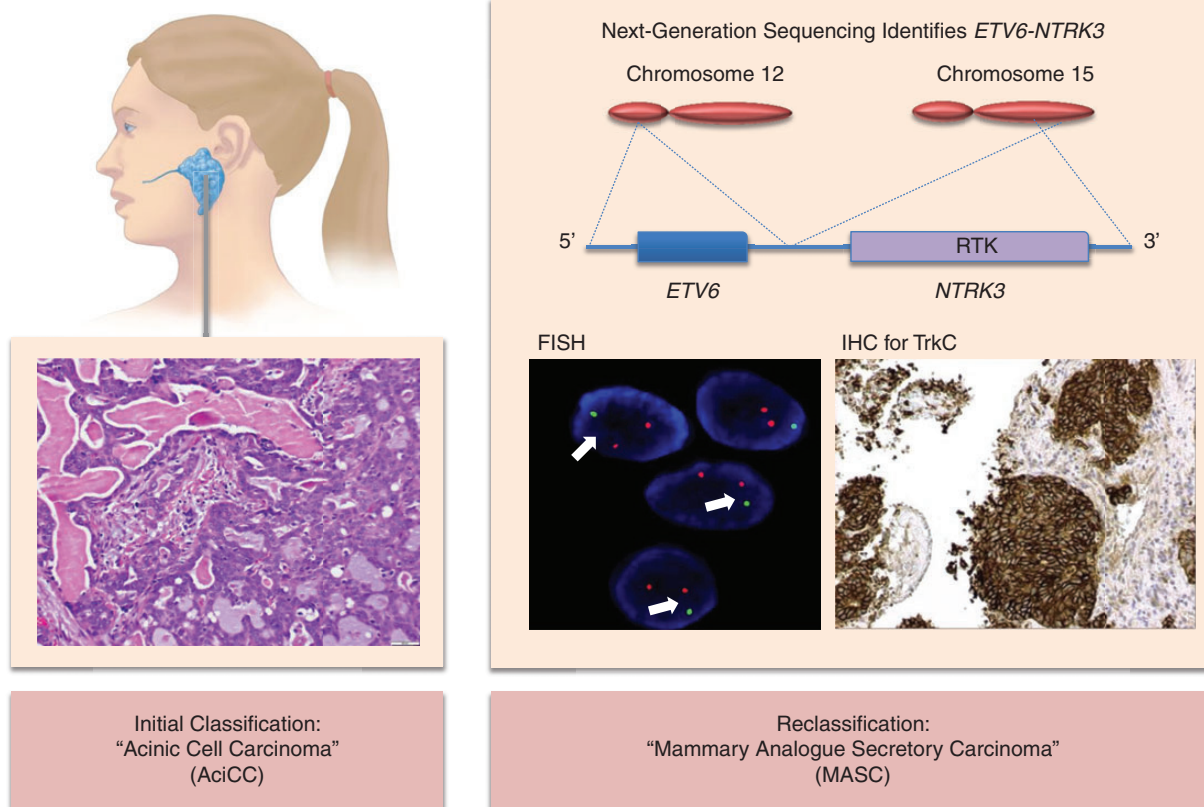 Next-Generation Sequencing Identifies ETV6-NTRK3
Chromosome 12
Chromosome 15
5’
RTK
3’
ETV6
NTRK3
FISH
IHC for TrkC
Initial Classification:
“Acinic Cell Carcinoma”
(AciCC)
Reclassification:
“Mammary Analogue Secretory Carcinoma”
(MASC)